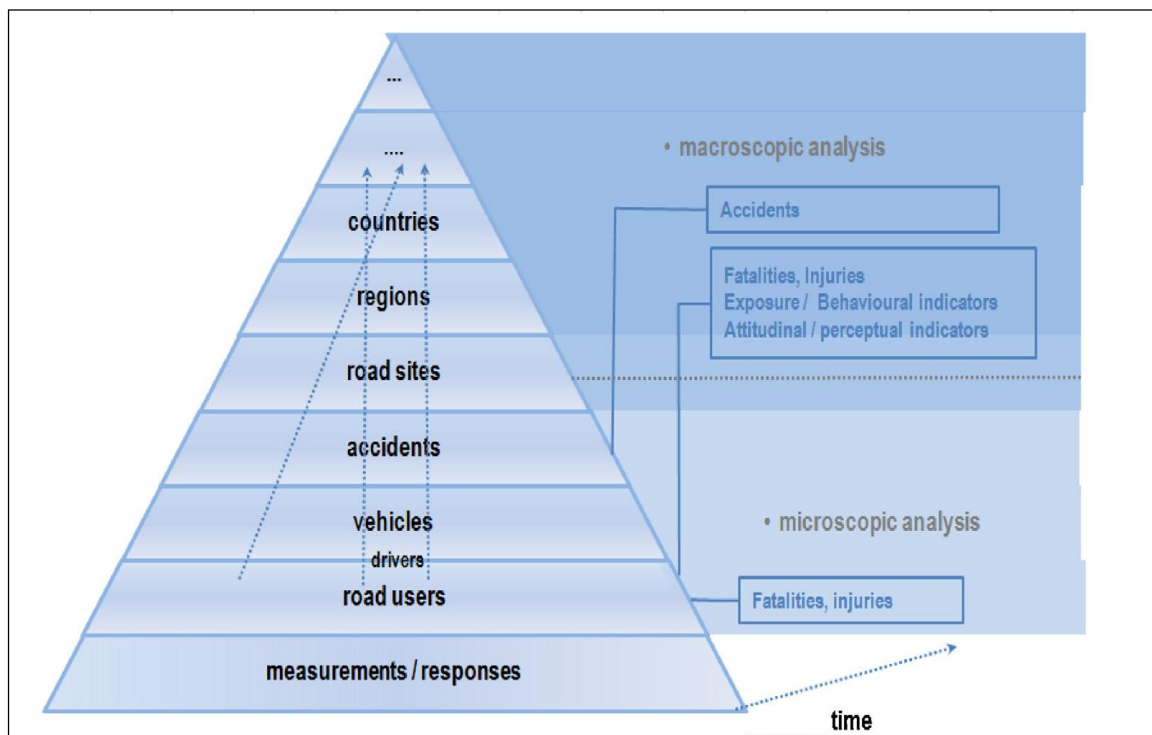 ...
....
• macroscopic analysis
Accidents
countries
Fatalities, Injuries
Exposure / Behavioural indicators
Attitudinal / perceptual indicators
regions
road sites
accidents
vehicles
• microscopic analysis
drivers
road users
Fatalities, injuries
measurements / responses
time